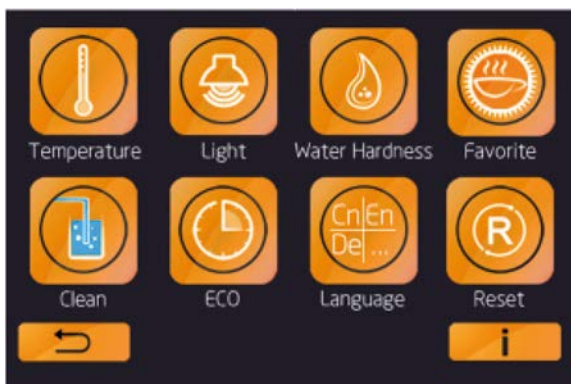 Temperature
Light
Water Hardness
Favorite
Cn En
De ...
R
Clean
ECO
Language
Reset
i